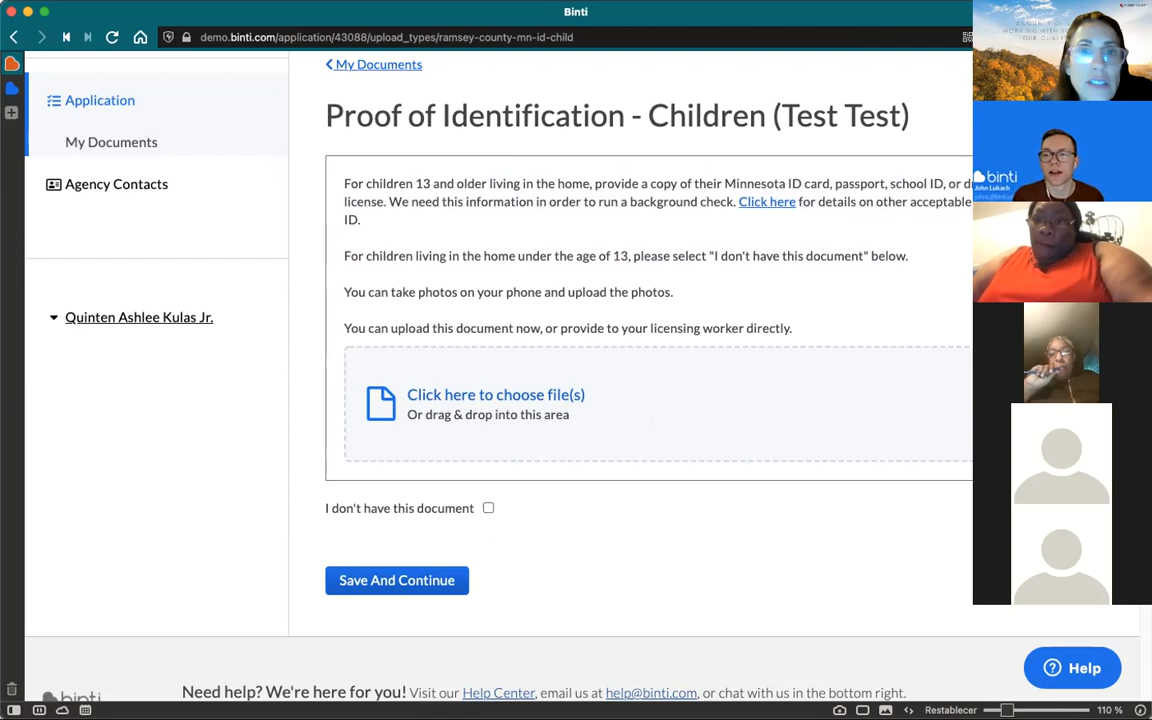 Binti
demo.binti.com/application/43088/upload_types/ramsey-county-mn-id-child
My Documents
Application
My Documents
Agency Contacts
Quinten Ashlee Kulas Jr.
Proof of Identification - Children (Test Test)
For children 13 and older living in the home, provide a copy of their Minnesota ID card, passport, school ID, or d
license. We need this information in order to run a background check. Click here for details on other acceptable
ID.
For children living in the home under the age of 13, please select "I don't have this document" below.
You can take photos on your phone and upload the photos.
You can upload this document now, or provide to your licensing worker directly.
Click here to choose file(s)
Or drag & drop into this area
I don't have this document
Save And Continue
binti
Need help? We're here for you! Visit our Help Center, email us at help@binti.com, or chat with us in the bottom right.
Help
Restablecer
110 %
binti
John Lukach